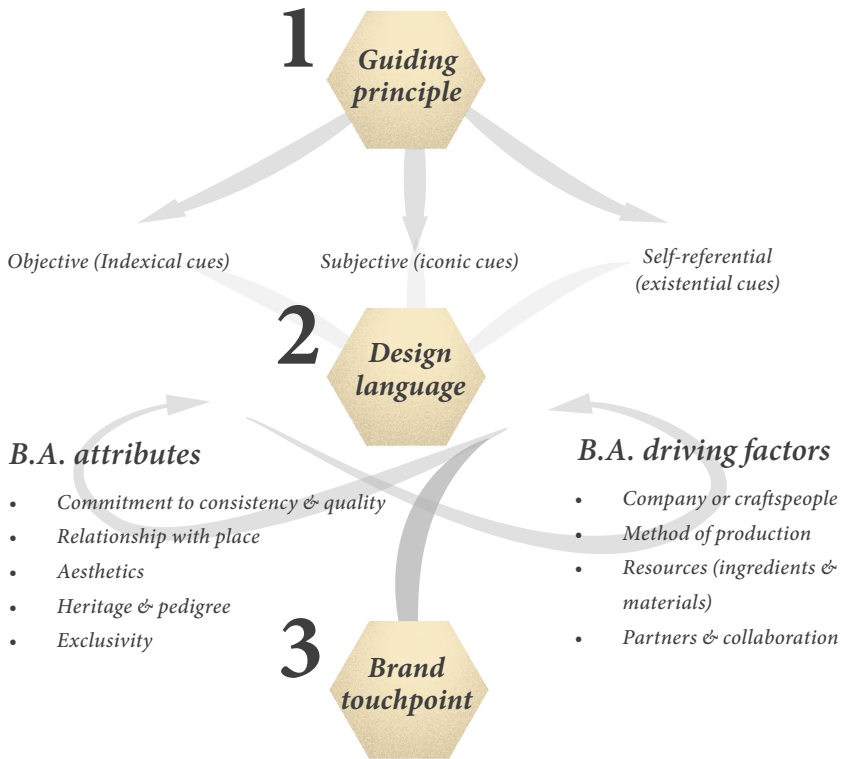 1
Guiding
principle
Objective (Indexical cues)
Subjective (iconic cues)
Self-referential
(existential cues)
2
Design
language
B.A. attributes
• Commitment to consistency & quality
• Relationship with place
• Aesthetics
• Heritage & pedigree
• Exclusivity
B.A. driving factors
• Company or craftspeople
• Method of production
• Resources (ingredients &
materials)
• Partners & collaboration
3
Brand
touchpoint